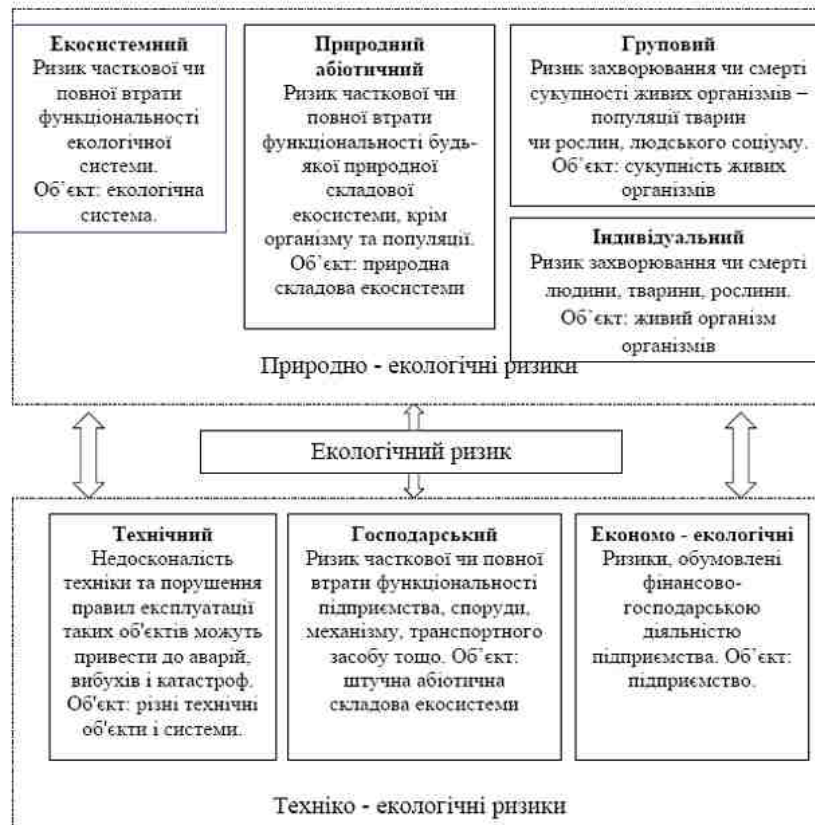 Екосистемний
Ризик часткової чи
повної втрати
функціональності
екологічної
системи.
Об`єкт: екологічна
система.
Природний
абіотичний
Ризик часткової чи
повної втрати
функціональності будь-
якої природної
складової
екосистеми, крім
організму та популяції.
Об`єкт: природна
складова екосистеми
Груповий
Ризик захворювання чи смерті
сукупності живих організмів –
популяції тварин
чи рослин, людського соціуму.
Об`єкт: сукупність живих
організмів
Індивідуальний
Ризик захворювання чи смерті
людини, тварини, рослини.
Об`єкт: живий організм
організмів
Природно - екологічні ризики
Екологічний ризик
Технічний
Недосконалість
техніки та порушення
правил експлуатації
таких об'єктів можуть
привести до аварій,
вибухів і катастроф.
Об'єкт: різні технічні
об'єкти і системи.
Господарський
Ризик часткової чи повної
втрати функціональності
підприємства, споруди,
механізму, транспортного
засобу тощо. Об`єкт:
штучна абіотична
складова екосистеми
Економо - екологічні
Ризики, обумовлені
фінансово-
господарською
діяльністю
підприємства. Об`єкт:
підприємство.
Техніко - екологічні ризики